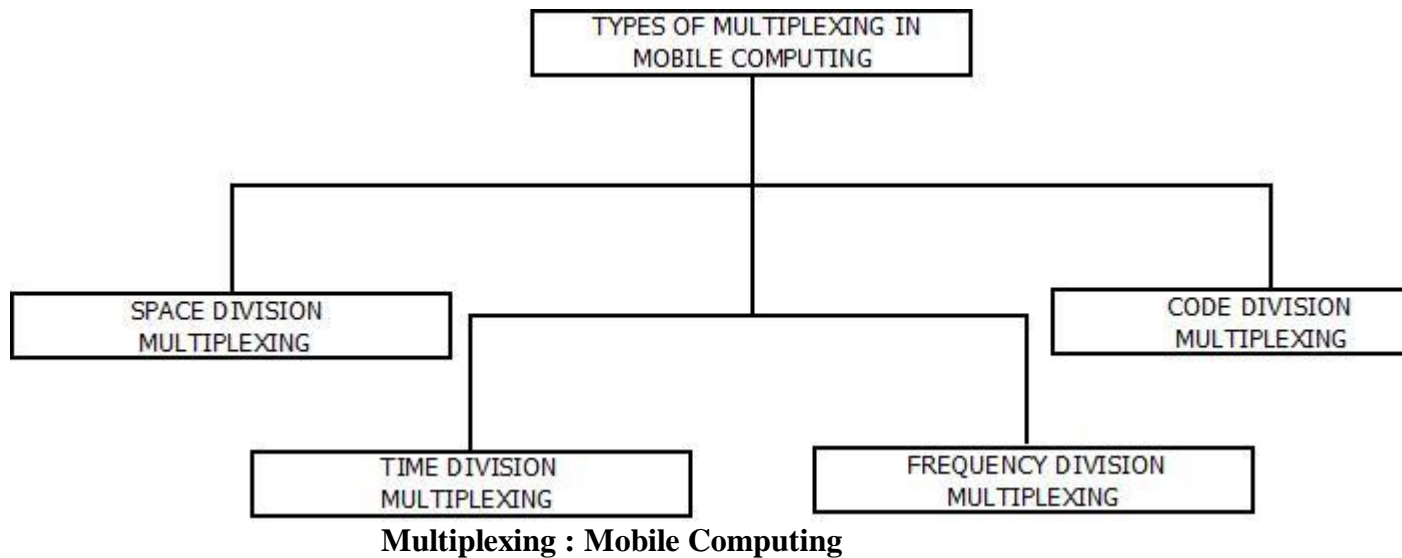 TYPES OF MULTIPLEXING IN
MOBILE COMPUTING
SPACE DIVISION
MULTIPLEXING
CODE DIVISION
MULTIPLEXING
TIME DIVISION
MULTIPLEXING
FREQUENCY DIVISION
MULTIPLEXING
Multiplexing : Mobile Computing